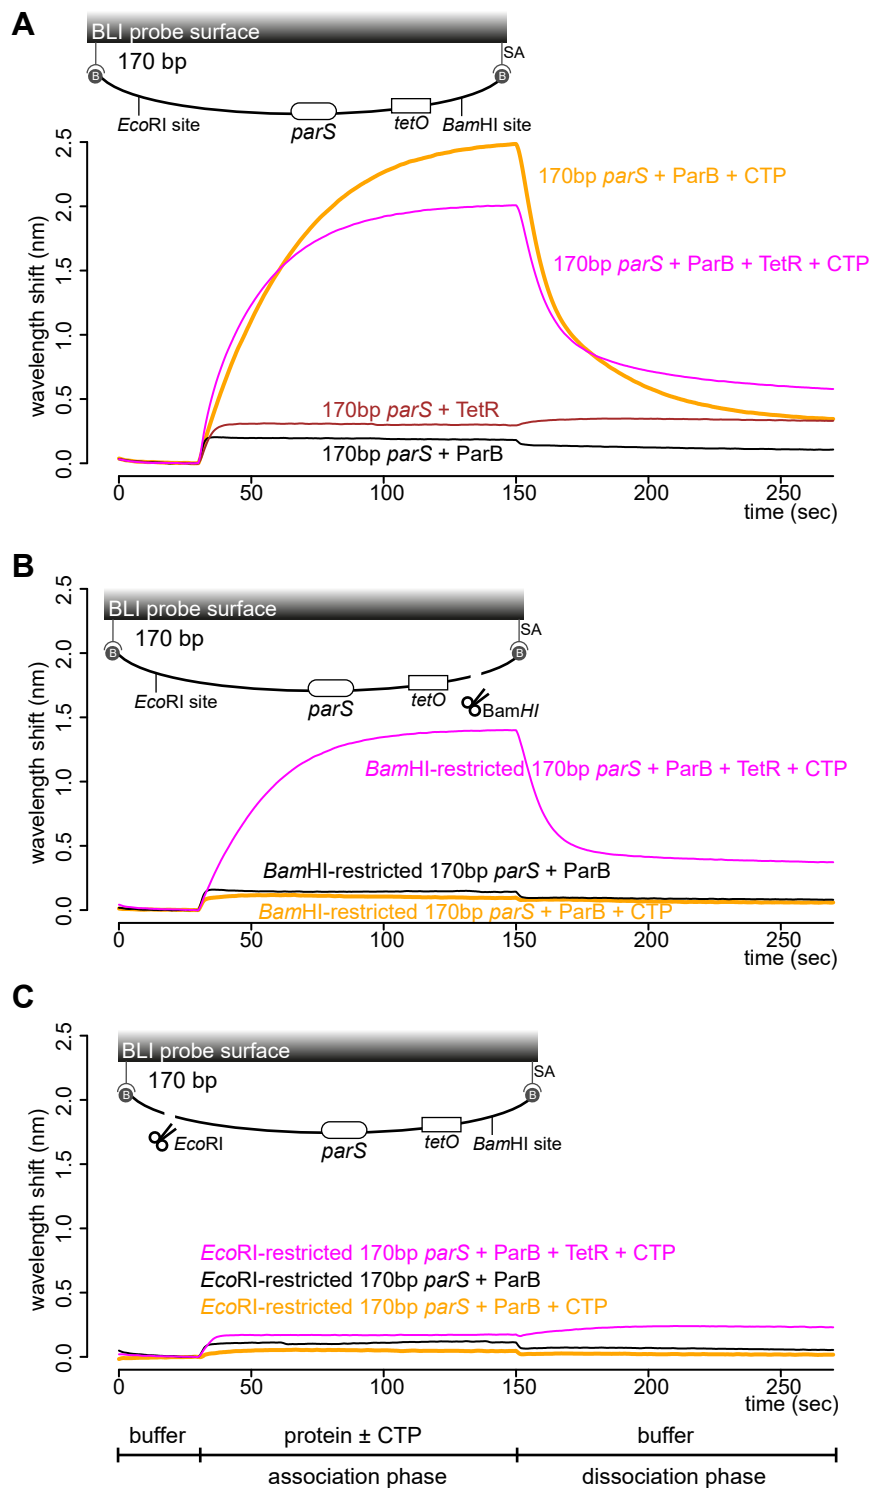 A
BLI probe surface
170 bp
SA
B
B
EcoRI site
parS
tetO
BamHI site
wavelength shift (nm)
2.5
2.0
1.5
1.0
0.5
0.0
170bp parS + ParB + CTP
170bp parS + ParB + TetR + CTP
170bp parS + TetR
170bp parS + ParB
0
50
100
150
200
250
time (sec)
B
BLI probe surface
170 bp
SA
B
B
EcoRI site
parS
tetO
BamHI
wavelength shift (nm)
2.5
2.0
1.5
1.0
0.5
0.0
BamHI-restricted 170bp parS + ParB + TetR + CTP
BamHI-restricted 170bp parS + ParB
BamHI-restricted 170bp parS + ParB + CTP
0
50
100
150
200
250
time (sec)
C
BLI probe surface
170 bp
SA
B
B
EcoRI
parS
tetO
BamHI site
wavelength shift (nm)
2.5
2.0
1.5
1.0
0.5
0.0
EcoRI-restricted 170bp parS + ParB + TetR + CTP
EcoRI-restricted 170bp parS + ParB
EcoRI-restricted 170bp parS + ParB + CTP
0
50
100
150
200
250
time (sec)
buffer
protein ± CTP
buffer
association phase
dissociation phase